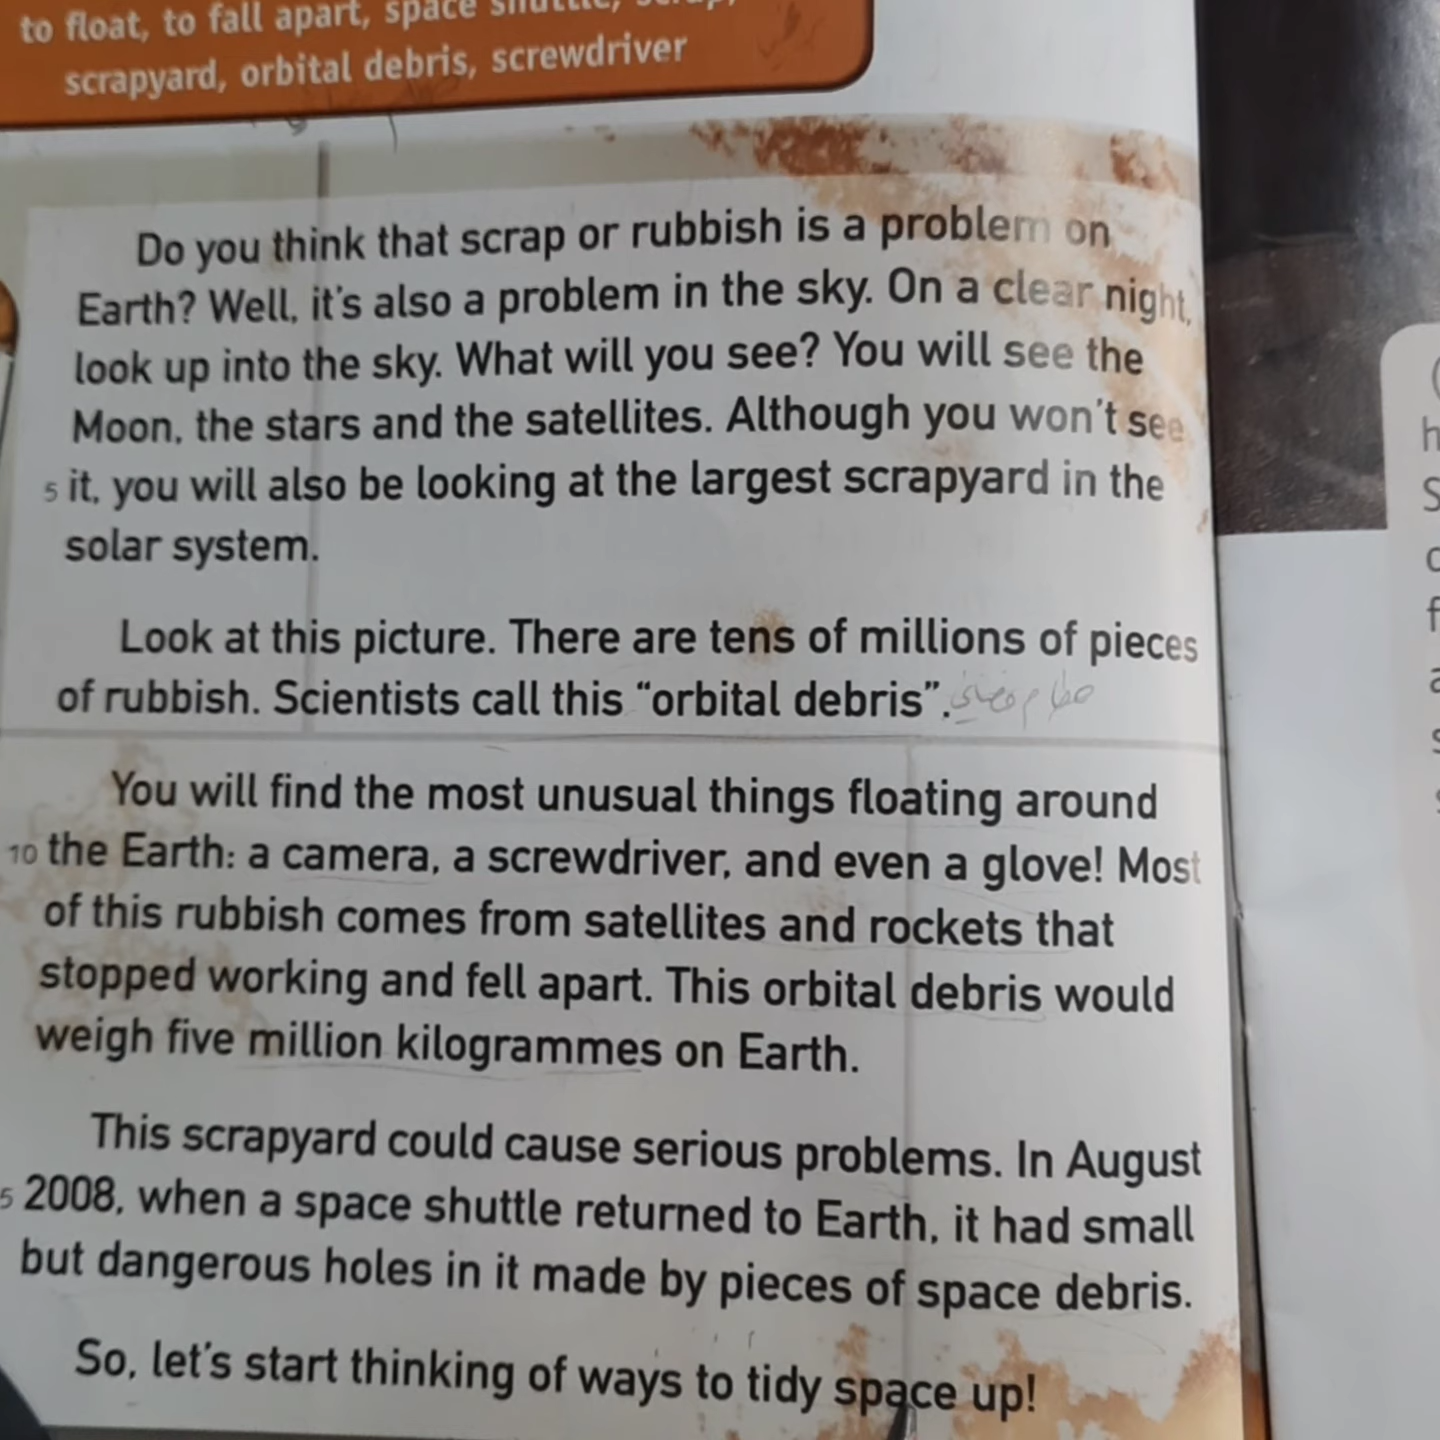 to float, to fall apart, space shuttle, scrap,
scrapyard, orbital debris, screwdriver
Do you think that scrap or rubbish is a problem on
Earth? Well, it's also a problem in the sky. On a clear night,
look up into the sky. What will you see? You will see the
Moon, the stars and the satellites. Although you won't see
5 it, you will also be looking at the largest scrapyard in the
solar system.
Look at this picture. There are tens of millions of pieces
of rubbish. Scientists call this “orbital debris”. حطام فضائي
You will find the most unusual things floating around
10 the Earth: a camera, a screwdriver, and even a glove! Most
of this rubbish comes from satellites and rockets that
stopped working and fell apart. This orbital debris would
weigh five million kilogrammes on Earth.
This scrapyard could cause serious problems. In August
5 2008, when a space shuttle returned to Earth, it had small
but dangerous holes in it made by pieces of space debris.
So, let's start thinking of ways to tidy space up!